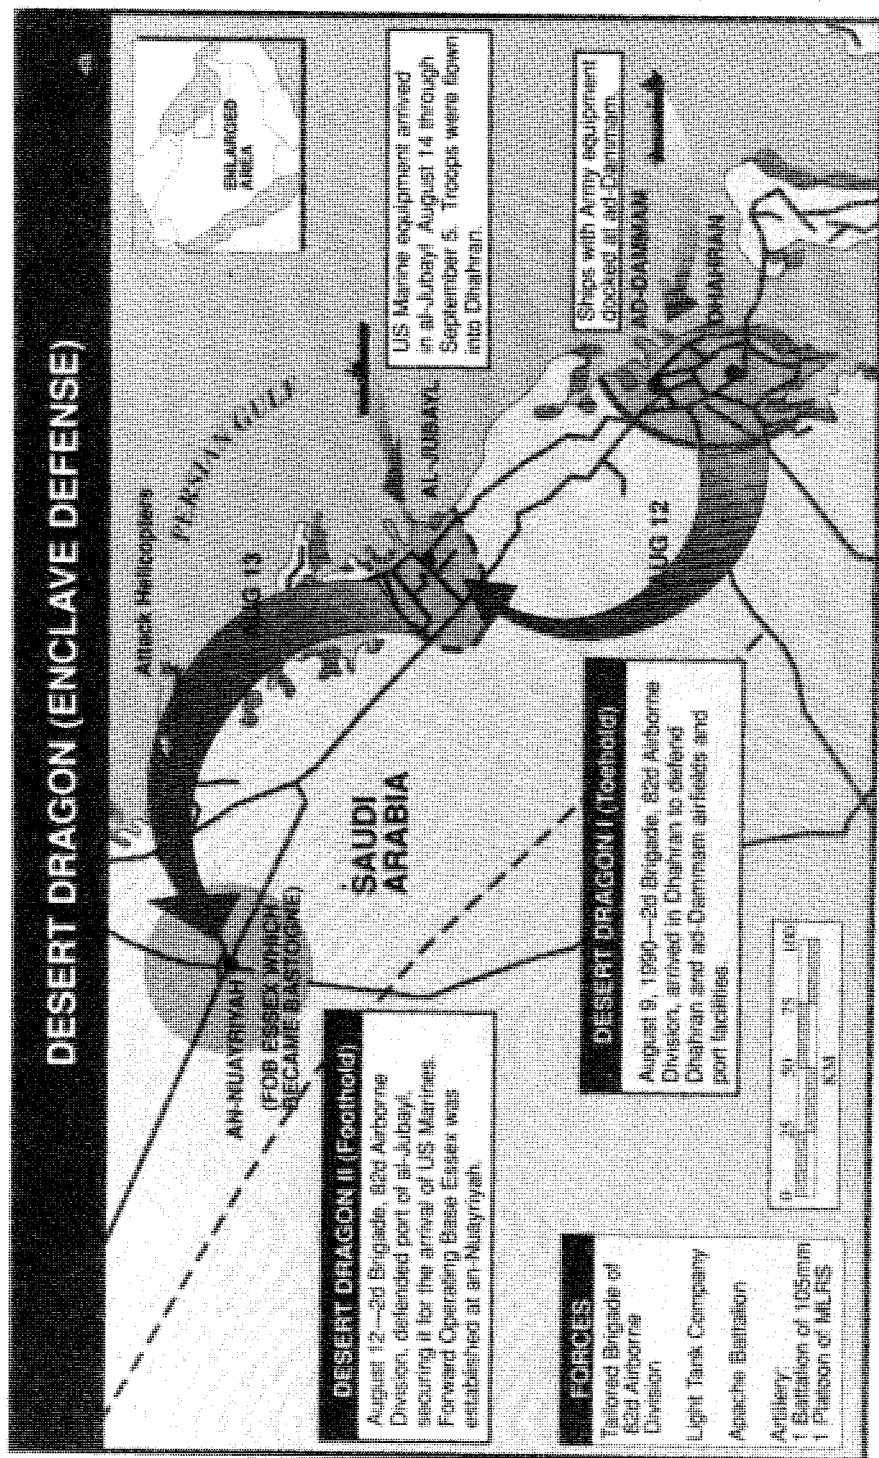 DESERT DRAGON (ENCLAVE DEFENSE)
ENLARGED
AREA
Attack Helicopters
PERSIAN GULF
AUG 13
US Marine equipment arrived
in al-Jubayl August 14 through
September 5. Troops were flown
into Dhahran.
AL-JUBAYL
Ships with Army equipment
docked at ad-Dammam.
AD-DAMMAM
DHAHRAN
AUG 12
SAUDI
ARABIA
AN-NUAYRIYAH
(FOB ESSEX WHICH
BECAME BASTOGNE)
DESERT DRAGON II (Foothold)
August 12—2d Brigade, 82d Airborne
Division, defended port of al-Jubayl,
securing it for the arrival of US Marines.
Forward Operating Base Essex was
established at an-Nuayriyah.
DESERT DRAGON I (Toehold)
August 9, 1990—2d Brigade, 82d Airborne
Division, arrived in Dhahran to defend
Dhahran and ad-Dammam airfields and
port facilities.
FORCES
Tailored Brigade of
82d Airborne
Division
Light Tank Company
Apache Battalion
Artillery:
1 Battalion of 105mm
1 Platoon of MLRS
0 25 50 75 100
KM